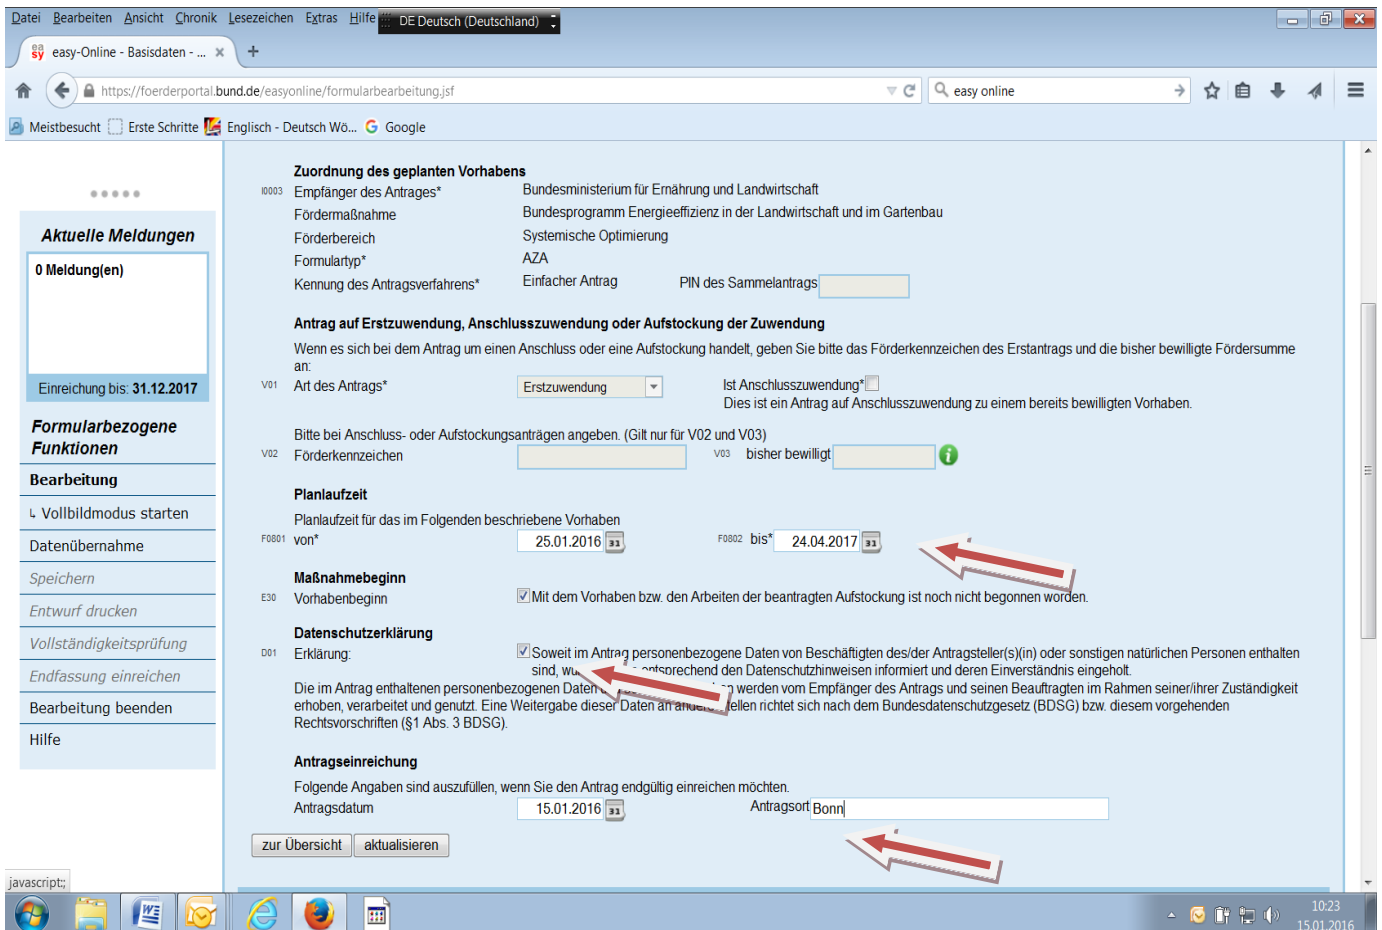 Datei Bearbeiten Ansicht Chronik Lesezeichen Extras Hilfe DE Deutsch (Deutschland)
easy easy-Online - Basisdaten - ... × +
https://foerderportal.bund.de/easyonline/formularbearbeitung.jsf easy online
Meistbesucht Erste Schritte Englisch - Deutsch Wö... G Google
Aktuelle Meldungen
0 Meldung(en)
Einreichung bis: 31.12.2017
Formularbezogene
Funktionen
Bearbeitung
↳ Vollbildmodus starten
Datenübernahme
Speichern
Entwurf drucken
Vollständigkeitsprüfung
Endfassung einreichen
Bearbeitung beenden
Hilfe
Zuordnung des geplanten Vorhabens
I0003 Empfänger des Antrages* Bundesministerium für Ernährung und Landwirtschaft
Fördermaßnahme Bundesprogramm Energieeffizienz in der Landwirtschaft und im Gartenbau
Förderbereich Systemische Optimierung
Formulartyp* AZA
Kennung des Antragsverfahrens* Einfacher Antrag PIN des Sammelantrags
Antrag auf Erstzuwendung, Anschlusszuwendung oder Aufstockung der Zuwendung
Wenn es sich bei dem Antrag um einen Anschluss oder eine Aufstockung handelt, geben Sie bitte das Förderkennzeichen des Erstantrags und die bisher bewilligte Fördersumme
an:
V01 Art des Antrags* Erstzuwendung Ist Anschlusszuwendung*
Dies ist ein Antrag auf Anschlusszuwendung zu einem bereits bewilligten Vorhaben.
Bitte bei Anschluss- oder Aufstockungsanträgen angeben. (Gilt nur für V02 und V03)
V02 Förderkennzeichen V03 bisher bewilligt i
Planlaufzeit
Planlaufzeit für das im Folgenden beschriebene Vorhaben
F0801 von* 25.01.2016 31 F0802 bis* 24.04.2017 31
Maßnahmebeginn
E30 Vorhabenbeginn Mit dem Vorhaben bzw. den Arbeiten der beantragten Aufstockung ist noch nicht begonnen worden.
Datenschutzerklärung
D01 Erklärung: Soweit im Antrag personenbezogene Daten von Beschäftigten des/der Antragsteller(s)(in) oder sonstigen natürlichen Personen enthalten
sind, entsprechend den Datenschutzhinweisen informiert und deren Einverständnis eingeholt.
Die im Antrag enthaltenen personenbezogenen Daten werden vom Empfänger des Antrags und seinen Beauftragten im Rahmen seiner/ihrer Zuständigkeit
erhoben, verarbeitet und genutzt. Eine Weitergabe dieser Daten an andere Stellen richtet sich nach dem Bundesdatenschutzgesetz (BDSG) bzw. diesem vorgehenden
Rechtsvorschriften (§1 Abs. 3 BDSG).
Antragseinreichung
Folgende Angaben sind auszufüllen, wenn Sie den Antrag endgültig einreichen möchten.
Antragsdatum 15.01.2016 31 Antragsort Bonn
zur Übersicht aktualisieren
javascript:;
10:23
15.01.2016